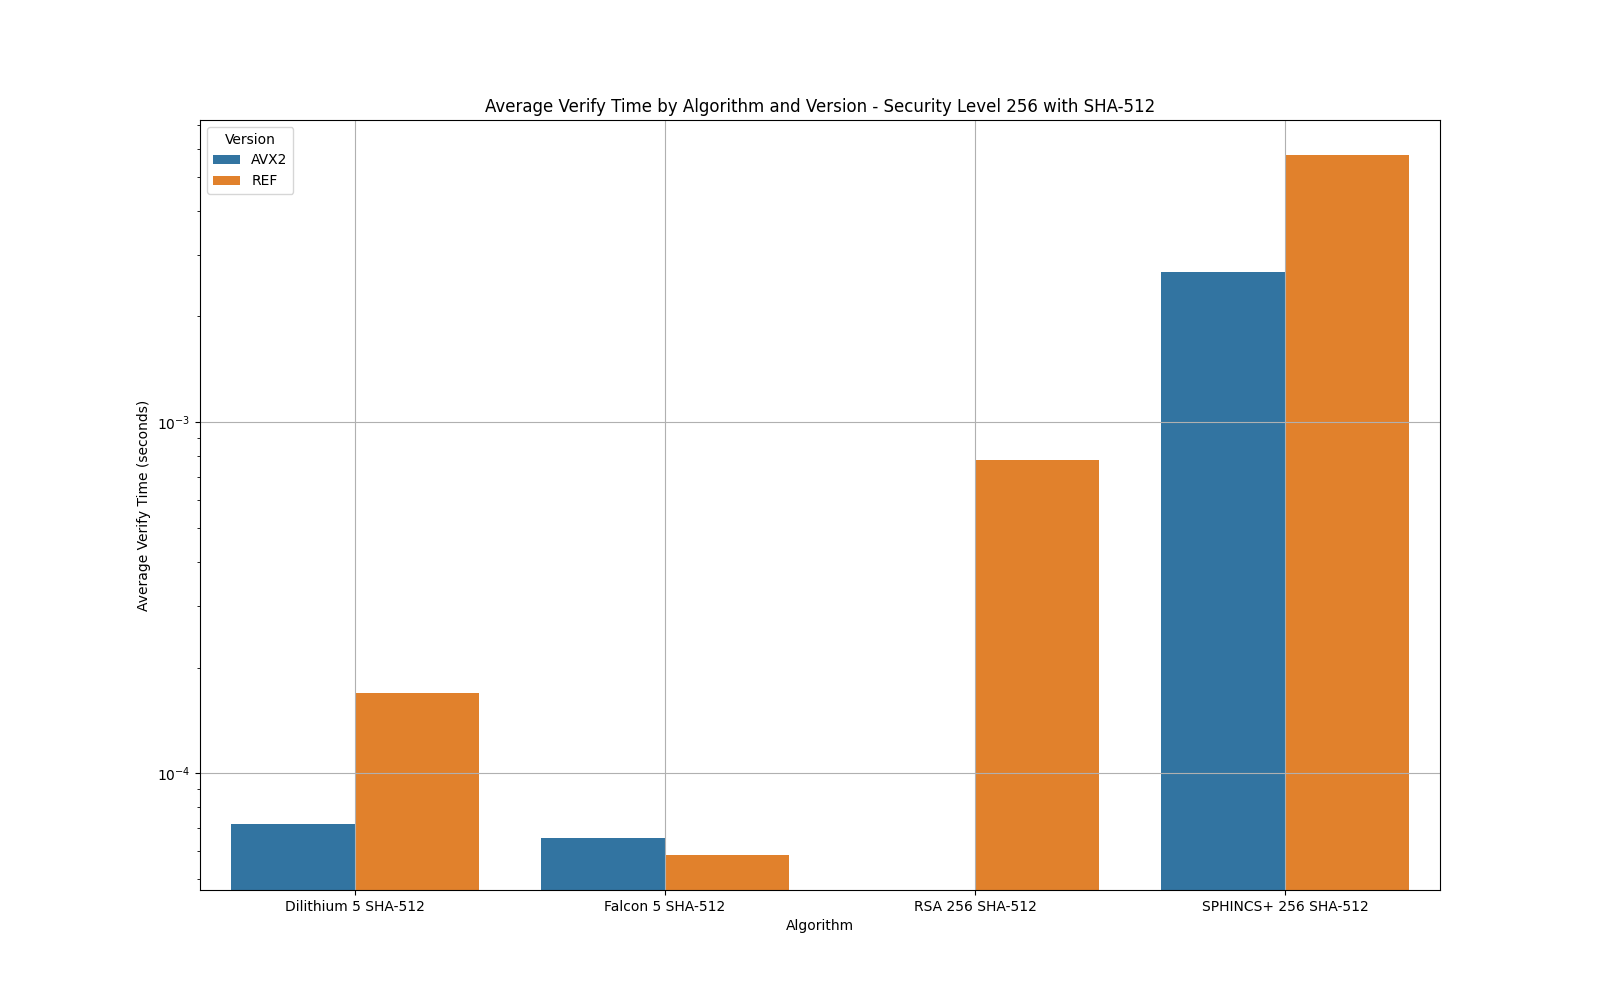 Average Verify Time by Algorithm and Version - Security Level 256 with SHA-512
Version
AVX2
REF
Average Verify Time (seconds)
10⁻³
10⁻⁴
Dilithium 5 SHA-512
Falcon 5 SHA-512
RSA 256 SHA-512
SPHINCS+ 256 SHA-512
Algorithm